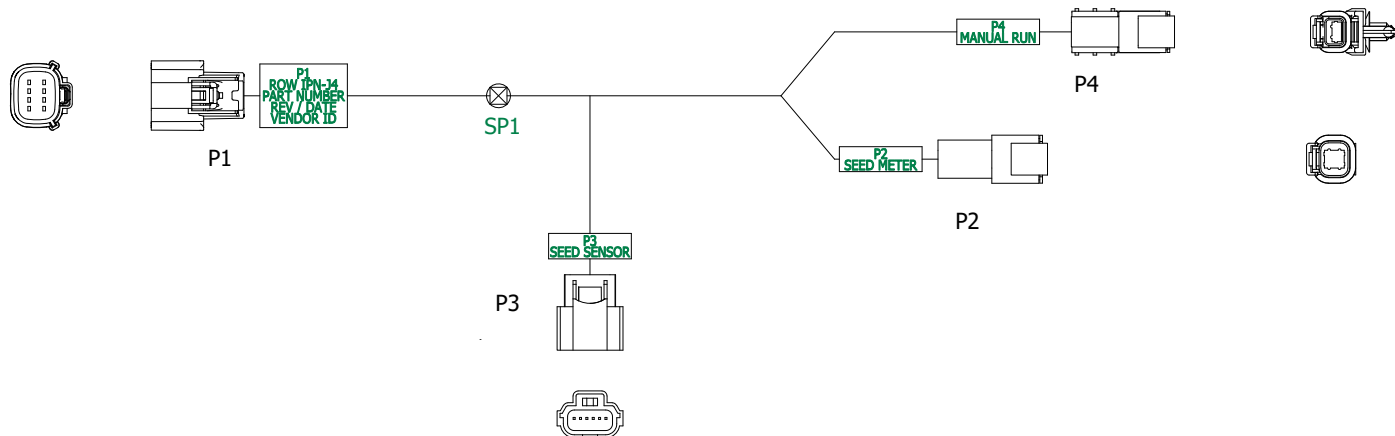 P4
MANUAL RUN
P4
P1
ROW IPN-J4
PART NUMBER
REV / DATE
VENDOR ID
P1
SP1
P2
SEED METER
P2
P3
SEED SENSOR
P3